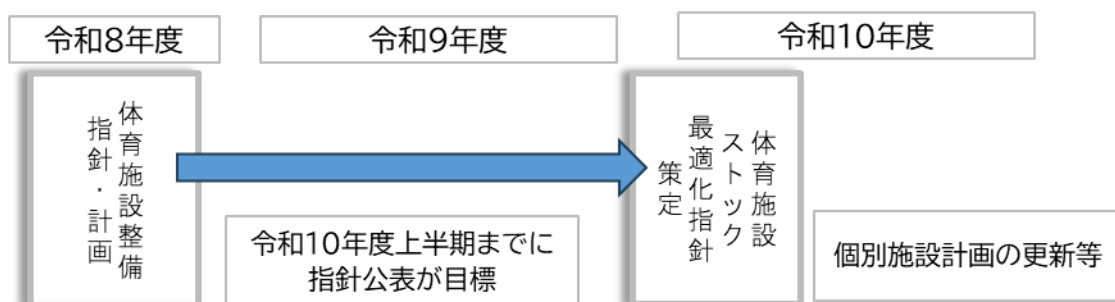 令和8年度
令和9年度
令和10年度
体育施設整備
指針・計画
令和10年度上半期までに
指針公表が目標
体育施設
ストック
最適化指針
策定
個別施設計画の更新等